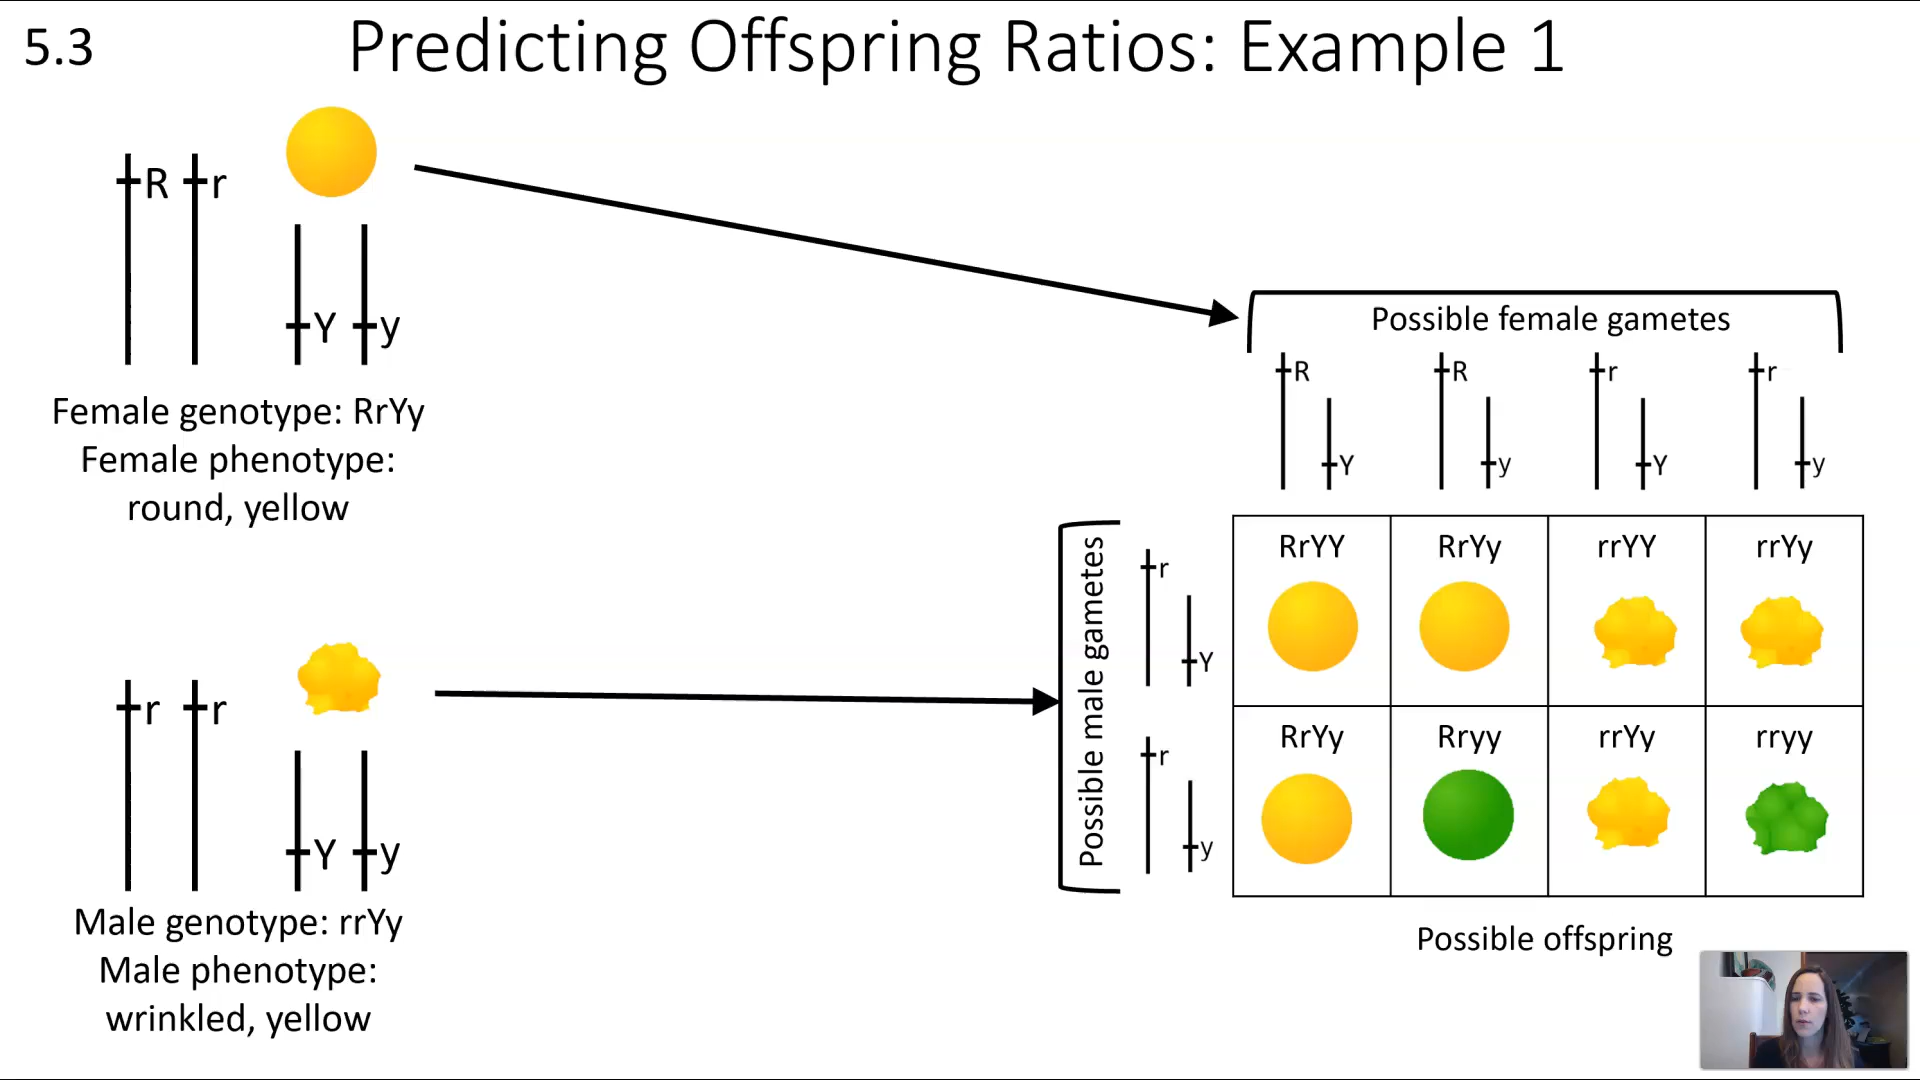 5.3
Predicting Offspring Ratios: Example 1
R r
Y y
Female genotype: RrYy
Female phenotype:
round, yellow
r r
Y y
Male genotype: rrYy
Male phenotype:
wrinkled, yellow
Possible female gametes
R R r r
Y y Y y
Possible male gametes
r
Y
r
y
RrYY RrYy rrYY rrYy
RrYy Rryy rrYy rryy
Possible offspring